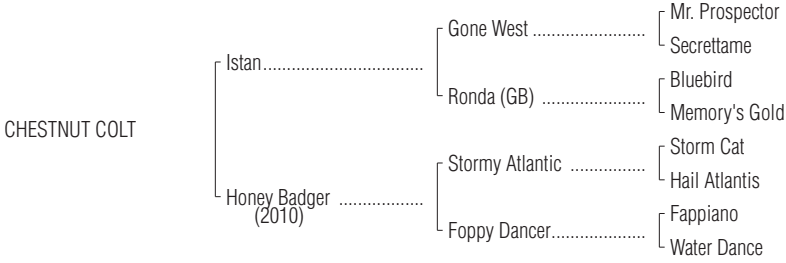 Mr. Prospector
Gone West ........................
Secrettame
Istan.................................
Bluebird
Ronda (GB) ......................
Memory's Gold
CHESTNUT COLT
Storm Cat
Stormy Atlantic ................
Hail Atlantis
Honey Badger ..................
(2010)
Fappiano
Foppy Dancer....................
Water Dance